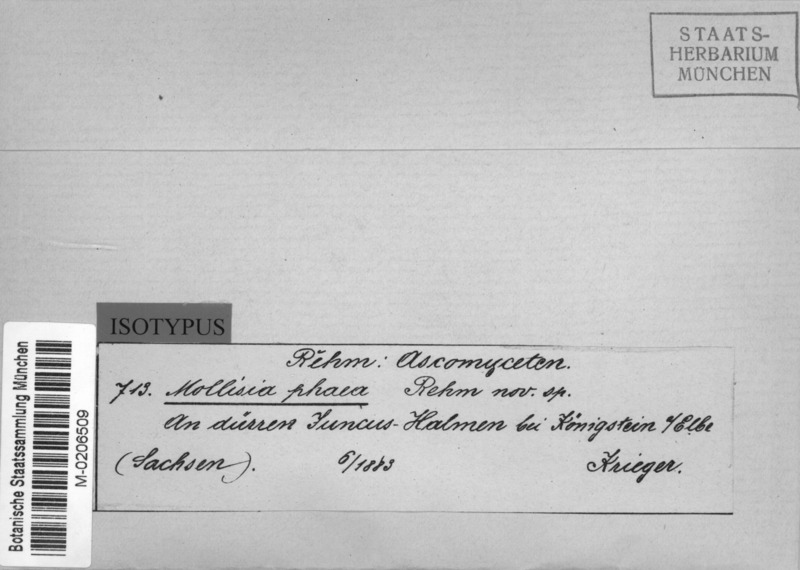 STAATS-
HERBARIUM
MÜNCHEN
ISOTYPUS
Rehm: Ascomyceten.
713. Mollisia phaea Rehm nov. sp.
An dürren Juncus-Halmen bei Königstein a/Elbe
(Sachsen). 6/1883 Krieger.
Botanische Staatssammlung München
M-0206509